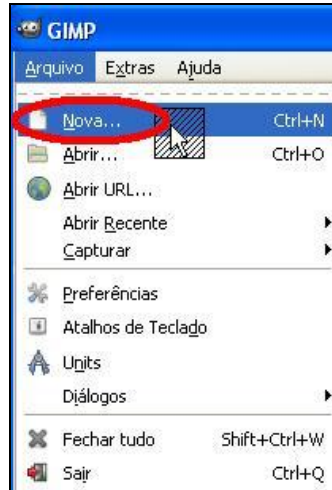 GIMP
Arquivo Extras Ajuda
Nova... Ctrl+N
Abrir... Ctrl+O
Abrir URL...
Abrir Recente
Capturar
Preferências
Atalhos de Teclado
Units
Diálogos
Fechar tudo Shift+Ctrl+W
Sair Ctrl+Q